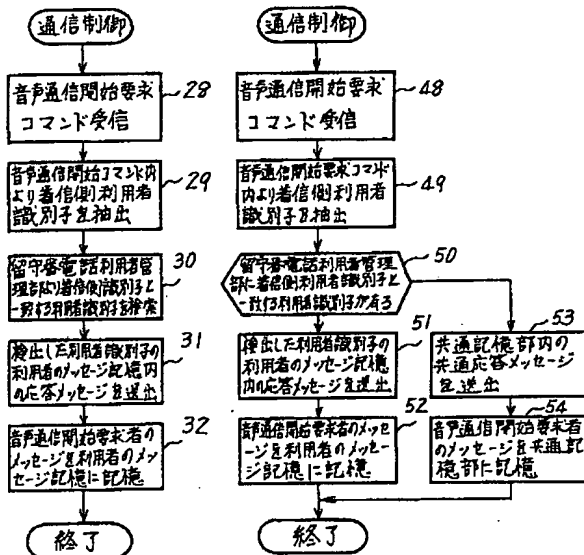 通信制御
音声通信開始要求
コマンド受信
28
音声通信開始コマンド内
より着信側利用者
識別子を抽出
29
留守番電話利用者管
理部より着信側識別子と
一致する利用者識別子を検索
30
検出した利用者識別子の
利用者のメッセージ記憶内
の応答メッセージを送出
31
音声通信開始要求者の
メッセージを利用者のメッ
セージ記憶に記憶
32
終了
通信制御
音声通信開始要求
コマンド受信
48
音声通信開始要求コマンド
内より着信側利用者
識別子を抽出
49
留守番電話利用者管理
部に着信側利用者識別子と
一致する利用者識別子がある
50
検出した利用者識別子の
利用者のメッセージ記憶
内の応答メッセージを送出
51
音声通信開始要求者のメッセ
ージを利用者のメッセー
ジ記憶に記憶
52
共通記憶部内の
共通応答メッセージ
を送出
53
音声通信開始要求者
のメッセージを共通記
憶部に記憶
54
終了